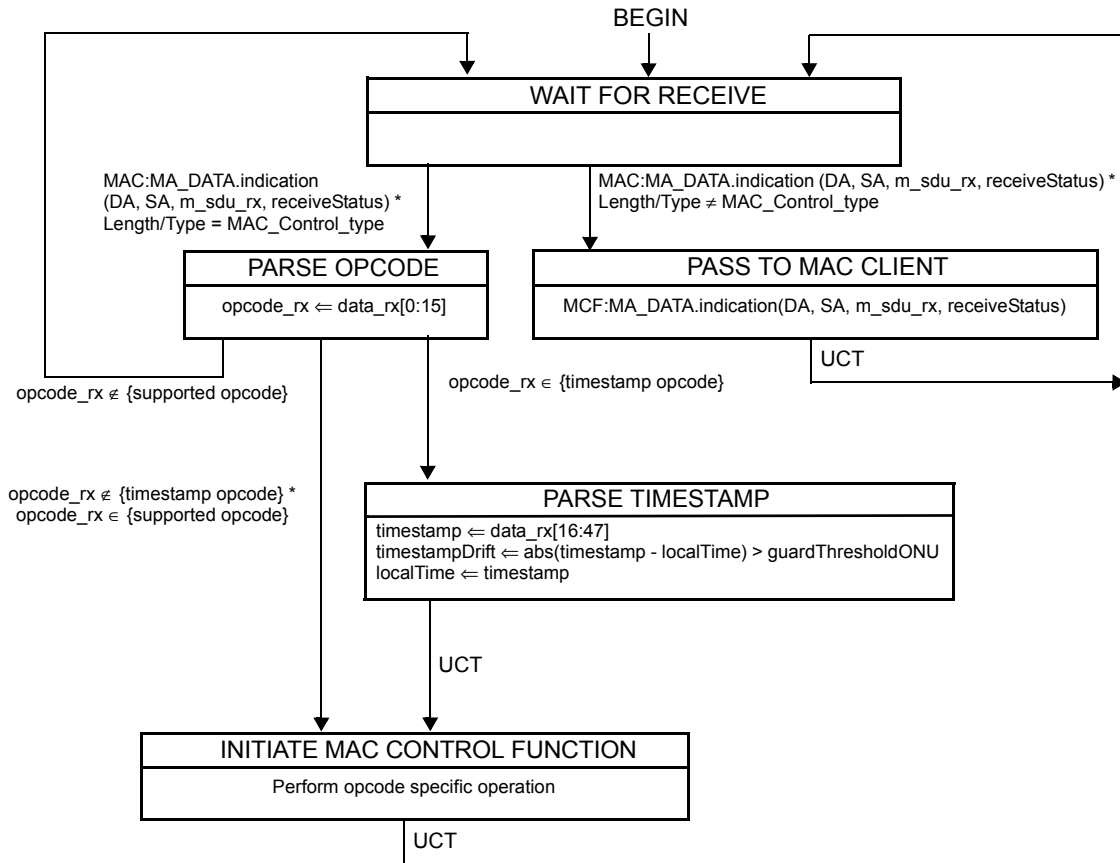 BEGIN
WAIT FOR RECEIVE
MAC:MA_DATA.indication
(DA, SA, m_sdu_rx, receiveStatus) *
Length/Type = MAC_Control_type
MAC:MA_DATA.indication (DA, SA, m_sdu_rx, receiveStatus) *
Length/Type ≠ MAC_Control_type
PARSE OPCODE
opcode_rx ⇐ data_rx[0:15]
PASS TO MAC CLIENT
MCF:MA_DATA.indication(DA, SA, m_sdu_rx, receiveStatus)
UCT
opcode_rx ∉ {supported opcode}
opcode_rx ∈ {timestamp opcode}
opcode_rx ∉ {timestamp opcode} *
opcode_rx ∈ {supported opcode}
PARSE TIMESTAMP
timestamp ⇐ data_rx[16:47]
timestampDrift ⇐ abs(timestamp - localTime) > guardThresholdONU
localTime ⇐ timestamp
UCT
INITIATE MAC CONTROL FUNCTION
Perform opcode specific operation
UCT